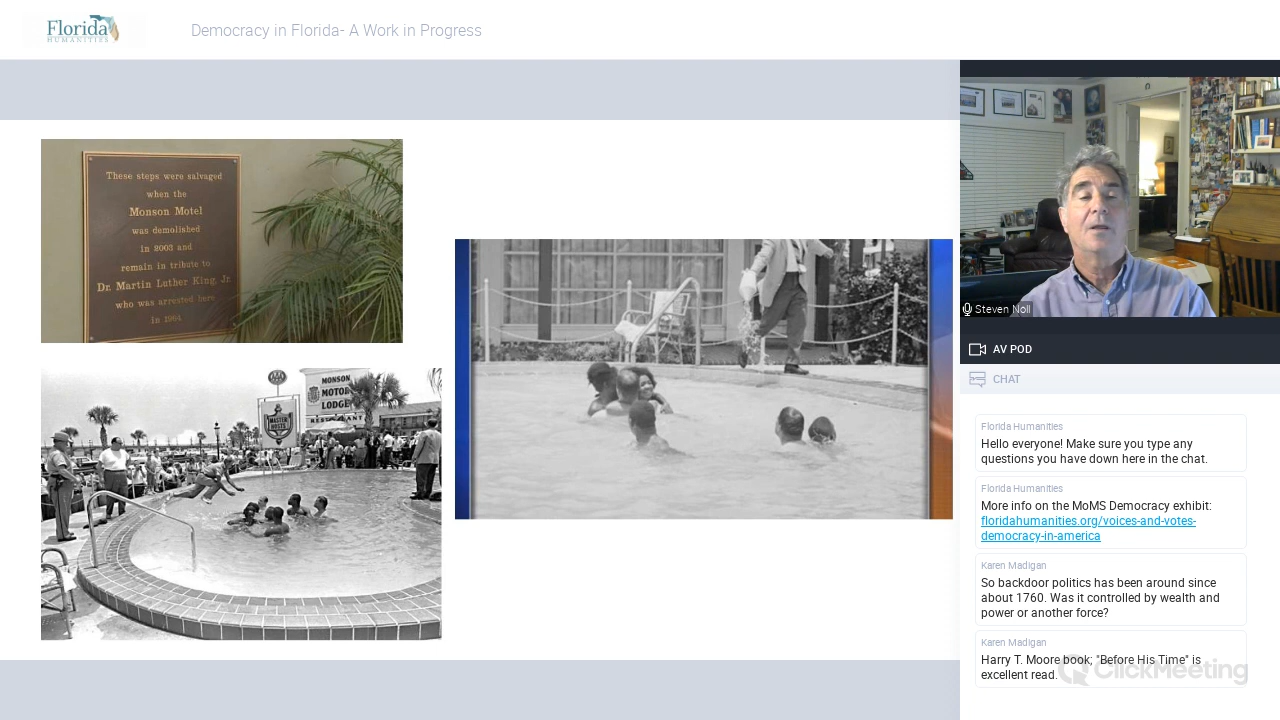 Florida
HUMANITIES
Democracy in Florida- A Work in Progress
These steps were salvaged
when the
Monson Motel
was demolished
in 2003 and
remain in tribute to
Dr. Martin Luther King, Jr.
who was arrested here
in 1964.
MONSON
MOTOR
LODGE
RESTAURANT
MASTER
HOSTS
Steven Noll
AV POD
CHAT
Florida Humanities
Hello everyone! Make sure you type any
questions you have down here in the chat.
Florida Humanities
More info on the MoMS Democracy exhibit:
floridahumanities.org/voices-and-votes-
democracy-in-america
Karen Madigan
So backdoor politics has been around since
about 1760. Was it controlled by wealth and
power or another force?
Karen Madigan
Harry T. Moore book; "Before His Time" is
excellent read.
ClickMeeting